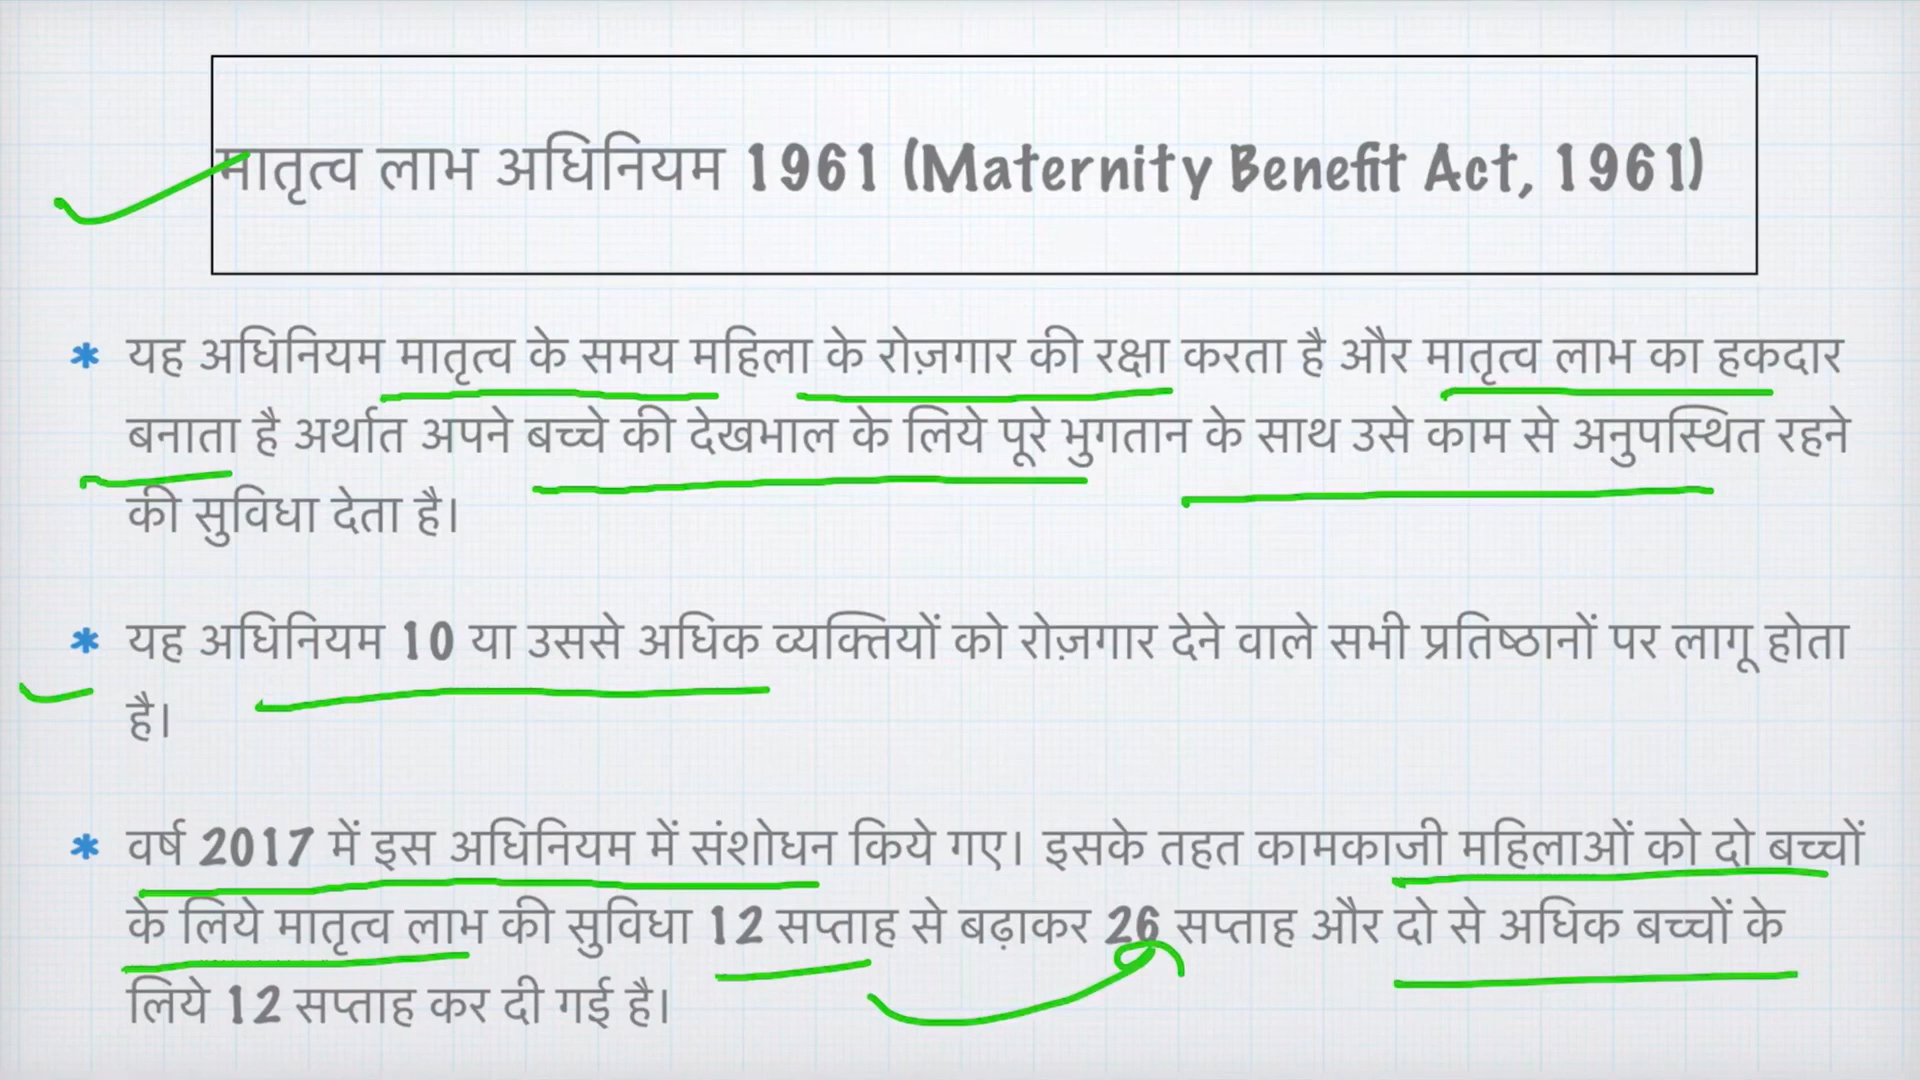 मातृत्व लाभ अधिनियम 1961 (Maternity Benefit Act, 1961)
* यह अधिनियम मातृत्व के समय महिला के रोज़गार की रक्षा करता है और मातृत्व लाभ का हकदार
बनाता है अर्थात अपने बच्चे की देखभाल के लिये पूरे भुगतान के साथ उसे काम से अनुपस्थित रहने
की सुविधा देता है।
* यह अधिनियम 10 या उससे अधिक व्यक्तियों को रोज़गार देने वाले सभी प्रतिष्ठानों पर लागू होता
है।
* वर्ष 2017 में इस अधिनियम में संशोधन किये गए। इसके तहत कामकाजी महिलाओं को दो बच्चों
के लिये मातृत्व लाभ की सुविधा 12 सप्ताह से बढ़ाकर 26 सप्ताह और दो से अधिक बच्चों के
लिये 12 सप्ताह कर दी गई है।